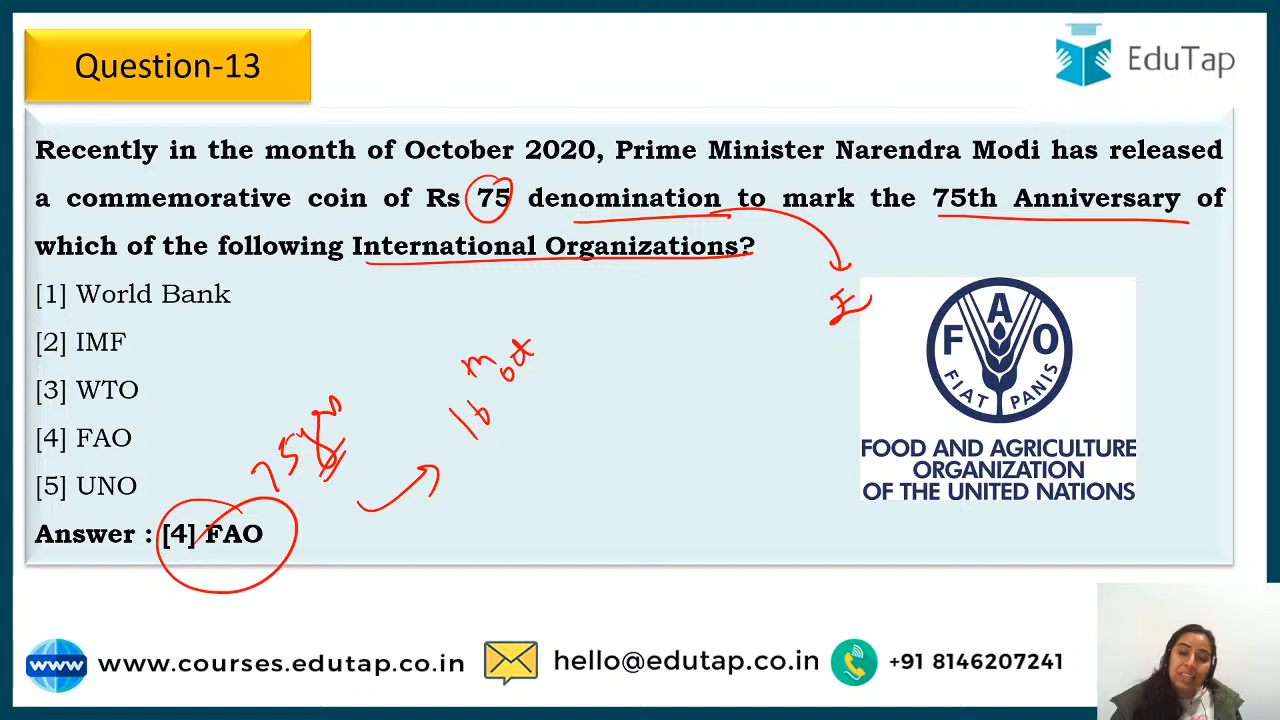 Question-13
EduTap
Recently in the month of October 2020, Prime Minister Narendra Modi has released
a commemorative coin of Rs 75 denomination to mark the 75th Anniversary of
which of the following International Organizations?
[1] World Bank
[2] IMF
[3] WTO
[4] FAO
[5] UNO
Answer : [4] FAO
75 yrs
16
FAO
FIAT PANIS
FOOD AND AGRICULTURE
ORGANIZATION
OF THE UNITED NATIONS
www
www.courses.edutap.co.in
hello@edutap.co.in
+91 8146207241